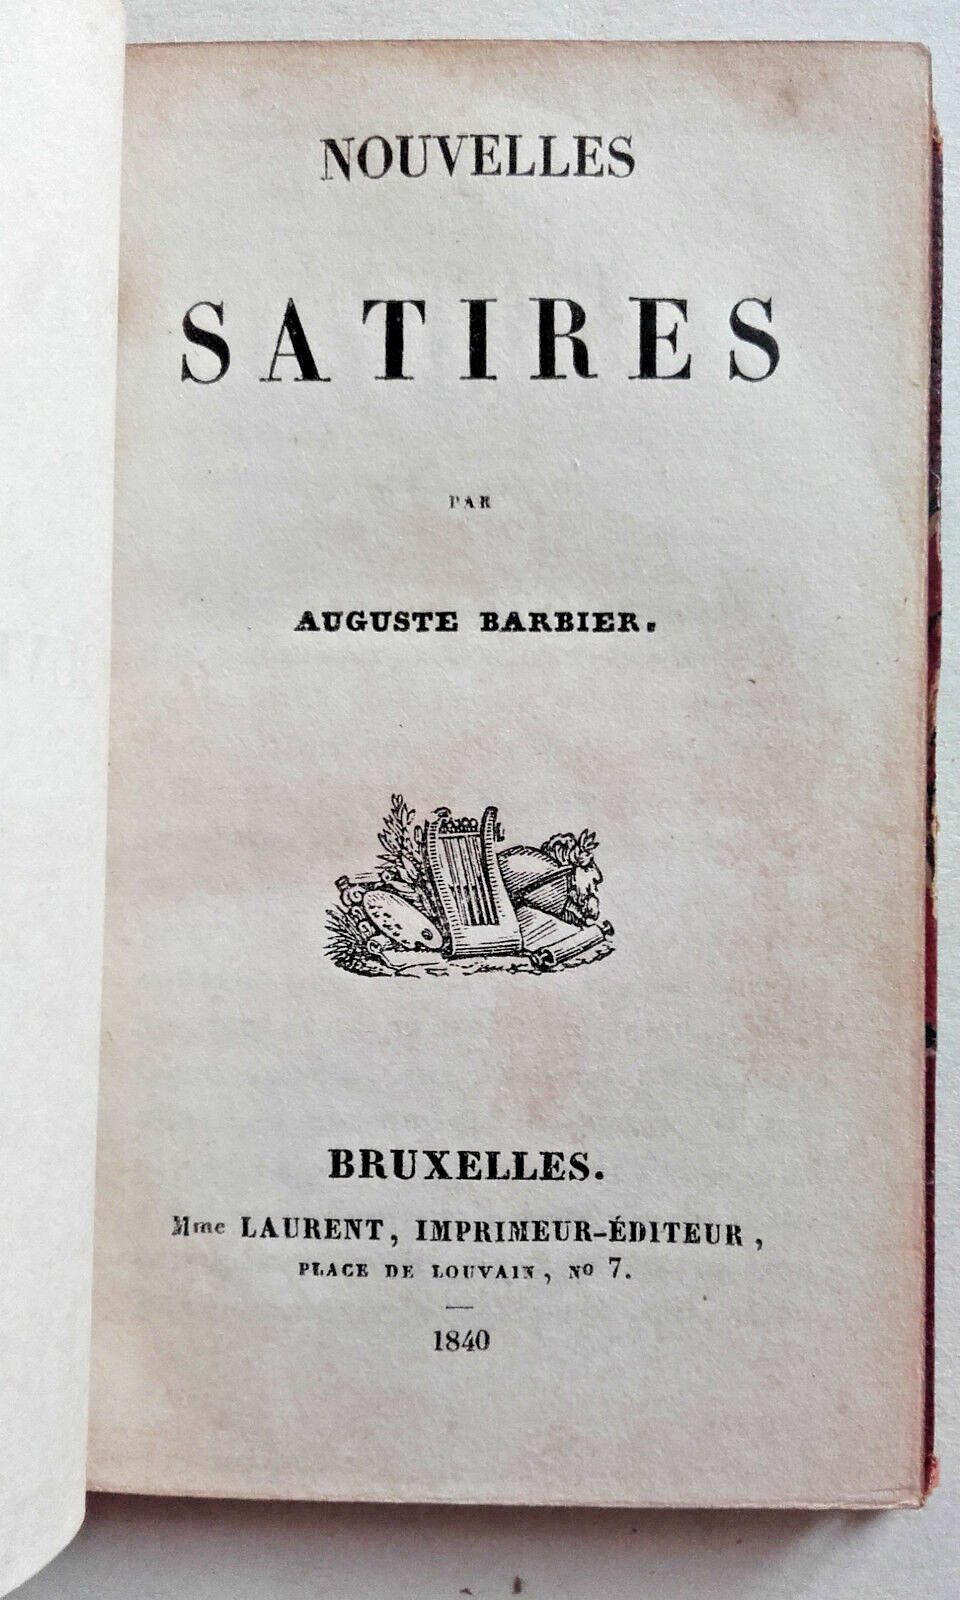 NOUVELLES
SATIRES
PAR
AUGUSTE BARBIER.
BRUXELLES.
Mme LAURENT, IMPRIMEUR-ÉDITEUR,
PLACE DE LOUVAIN, No 7.
1840